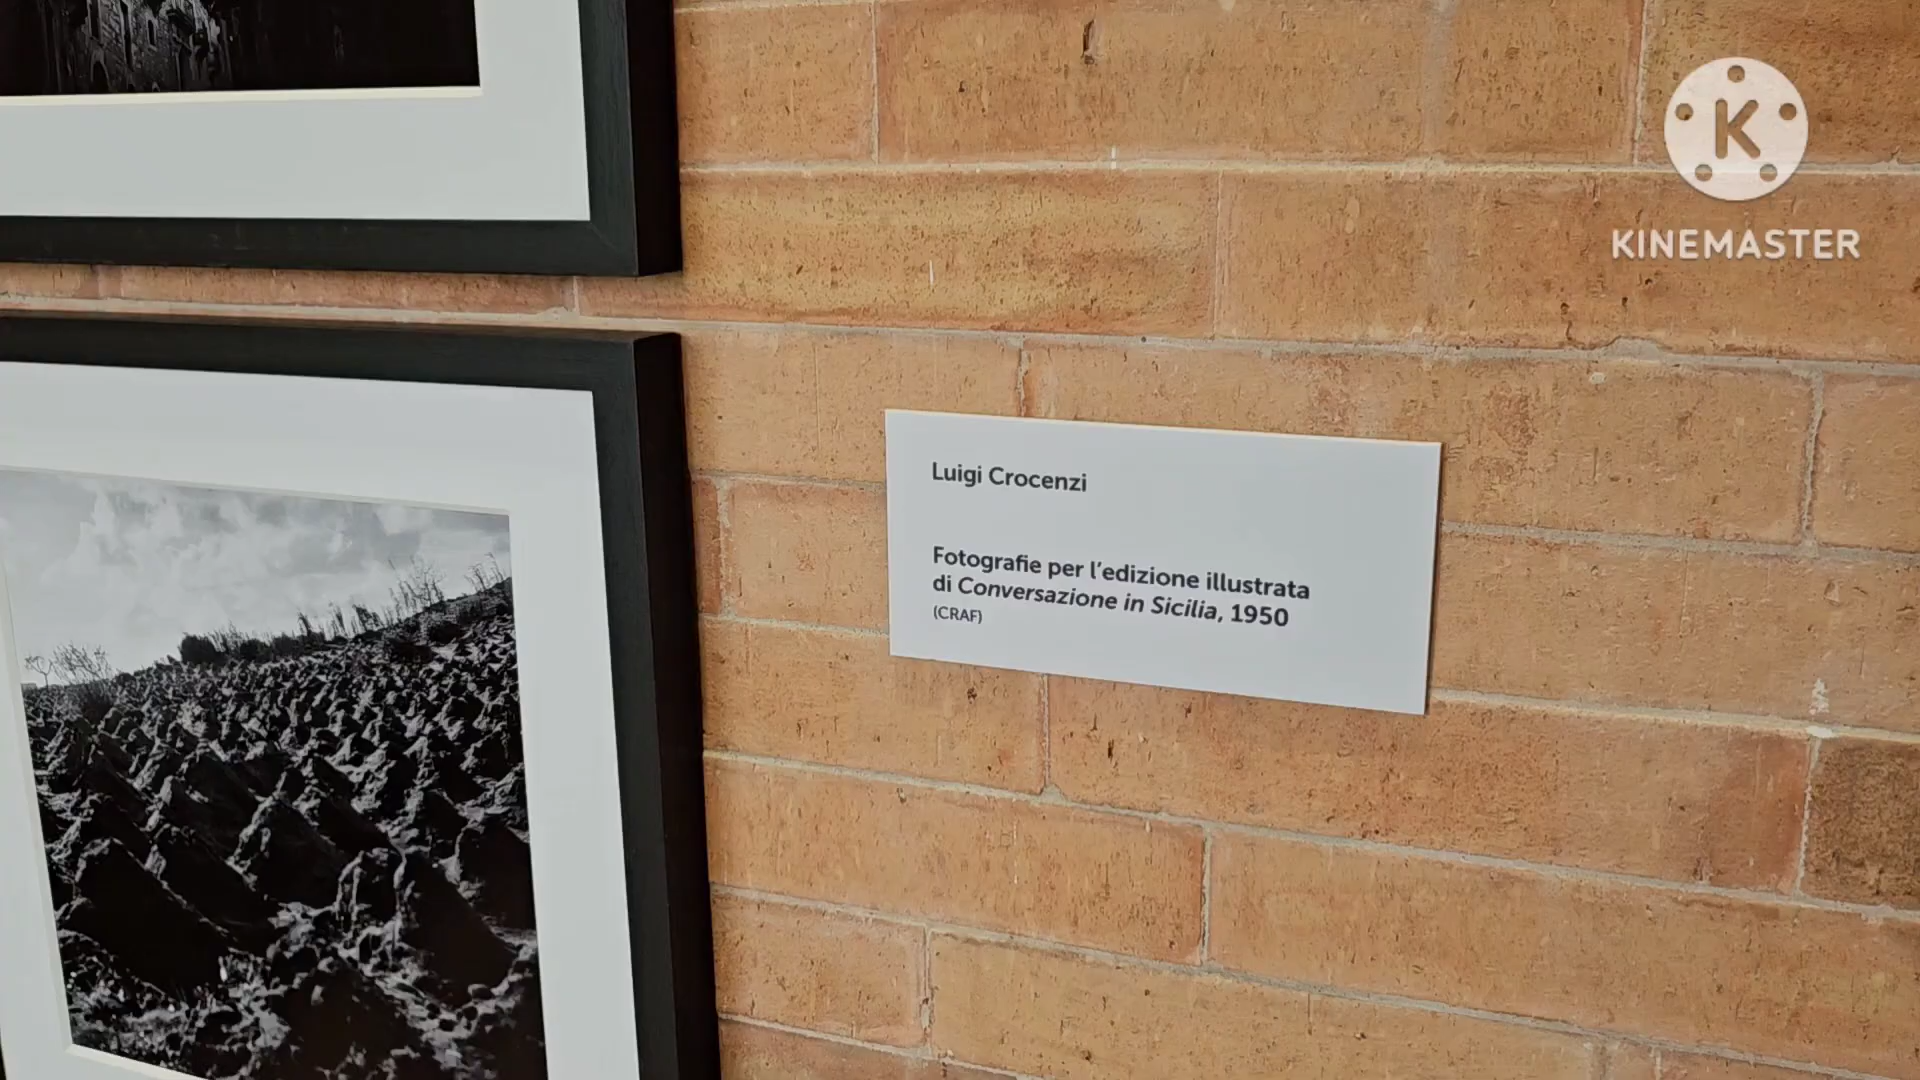 K
KINEMASTER
Luigi Crocenzi
Fotografie per l'edizione illustrata
di Conversazione in Sicilia, 1950
(CRAF)